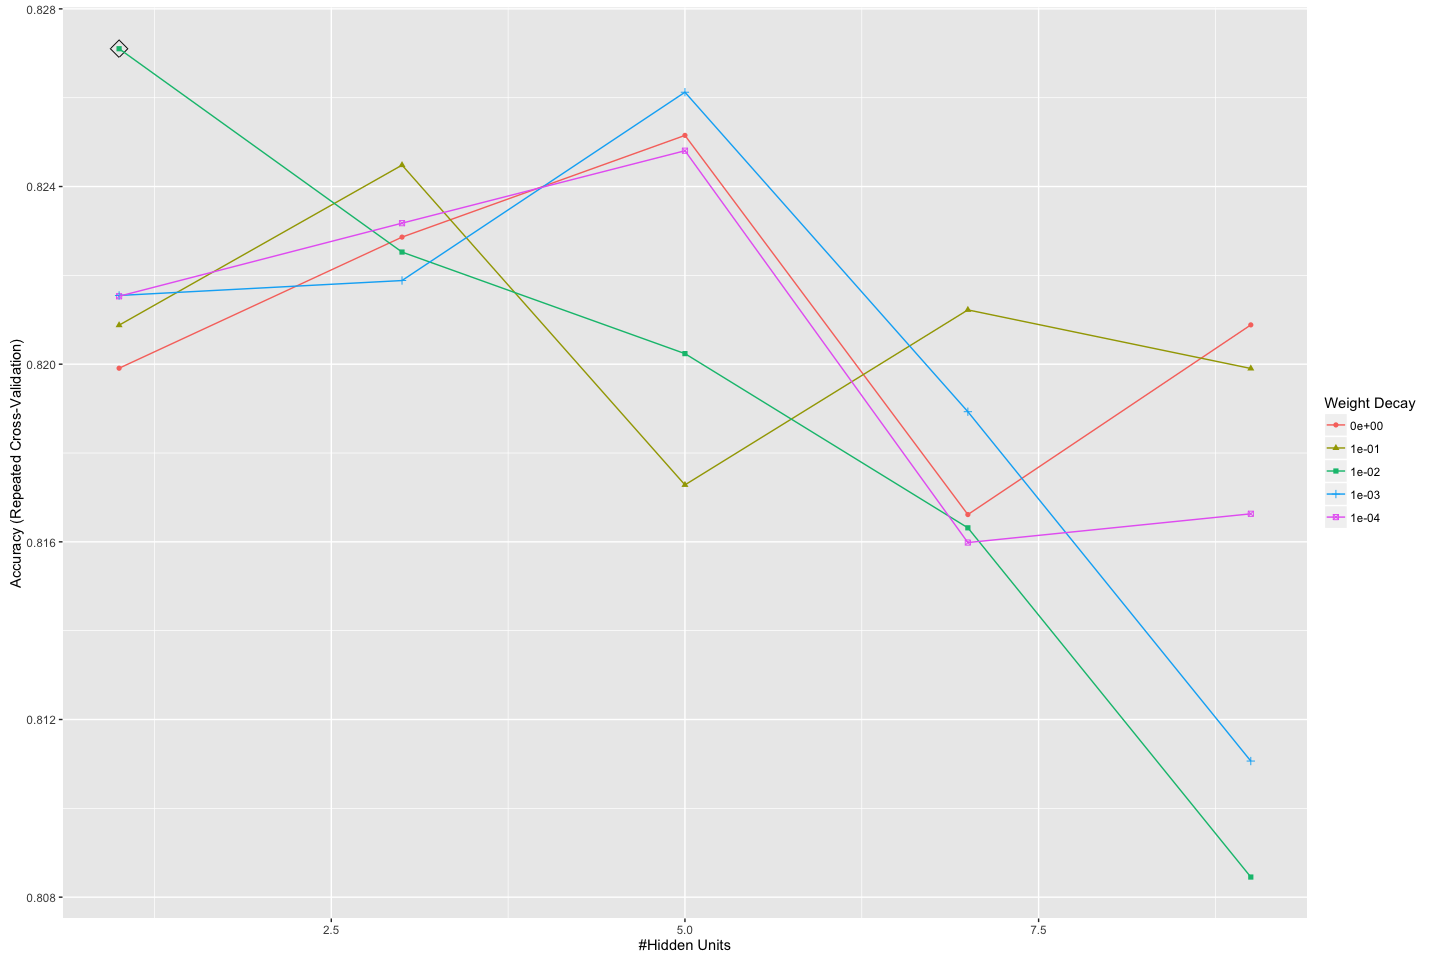 0.828
0.824
0.820
0.816
0.812
0.808
Accuracy (Repeated Cross-Validation)
2.5
5.0
7.5
#Hidden Units
Weight Decay
0e+00
1e-01
1e-02
1e-03
1e-04